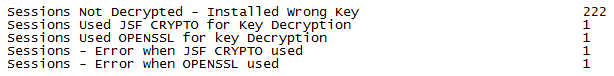 Sessions Not Decrypted - Installed Wrong Key 222
Sessions Used JSF CRYPTO for Key Decryption 1
Sessions Used OPENSSL for key Decryption 1
Sessions - Error when JSF CRYPTO used 1
Sessions - Error when OPENSSL used 1